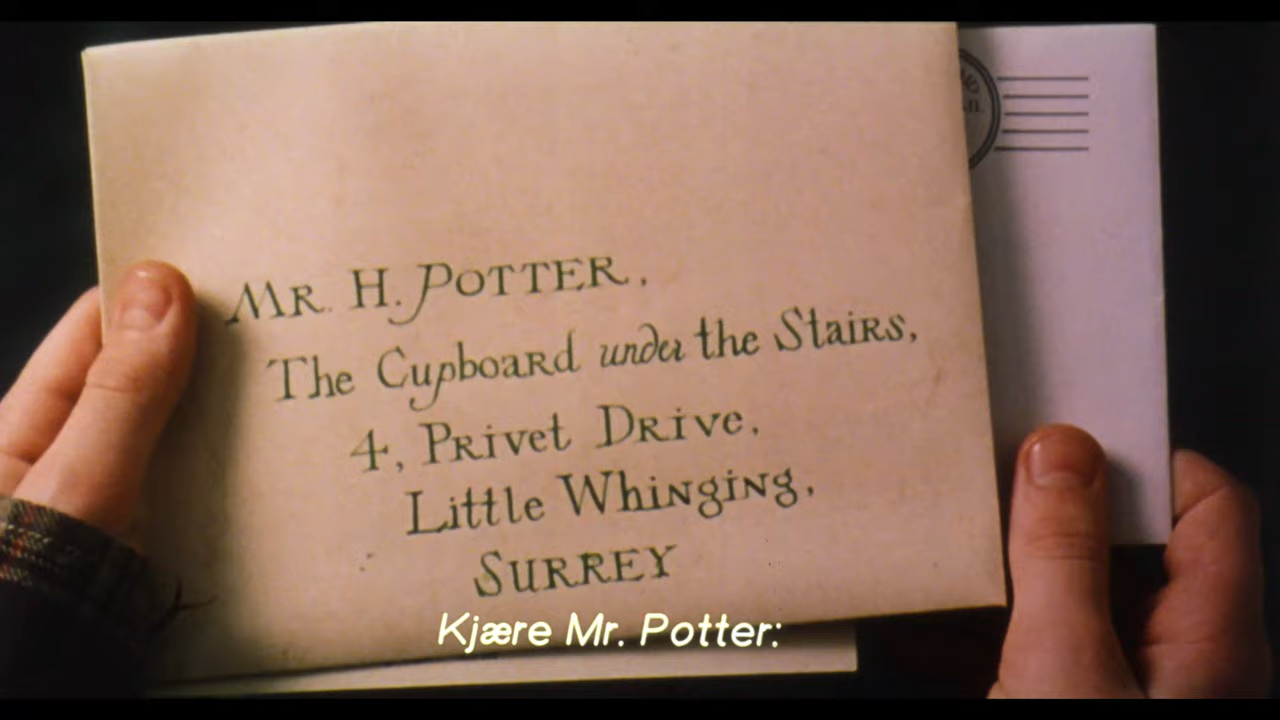 Mr. H. Potter,
The Cupboard under the Stairs,
4, Privet Drive,
Little Whinging,
Surrey
Kjære Mr. Potter: